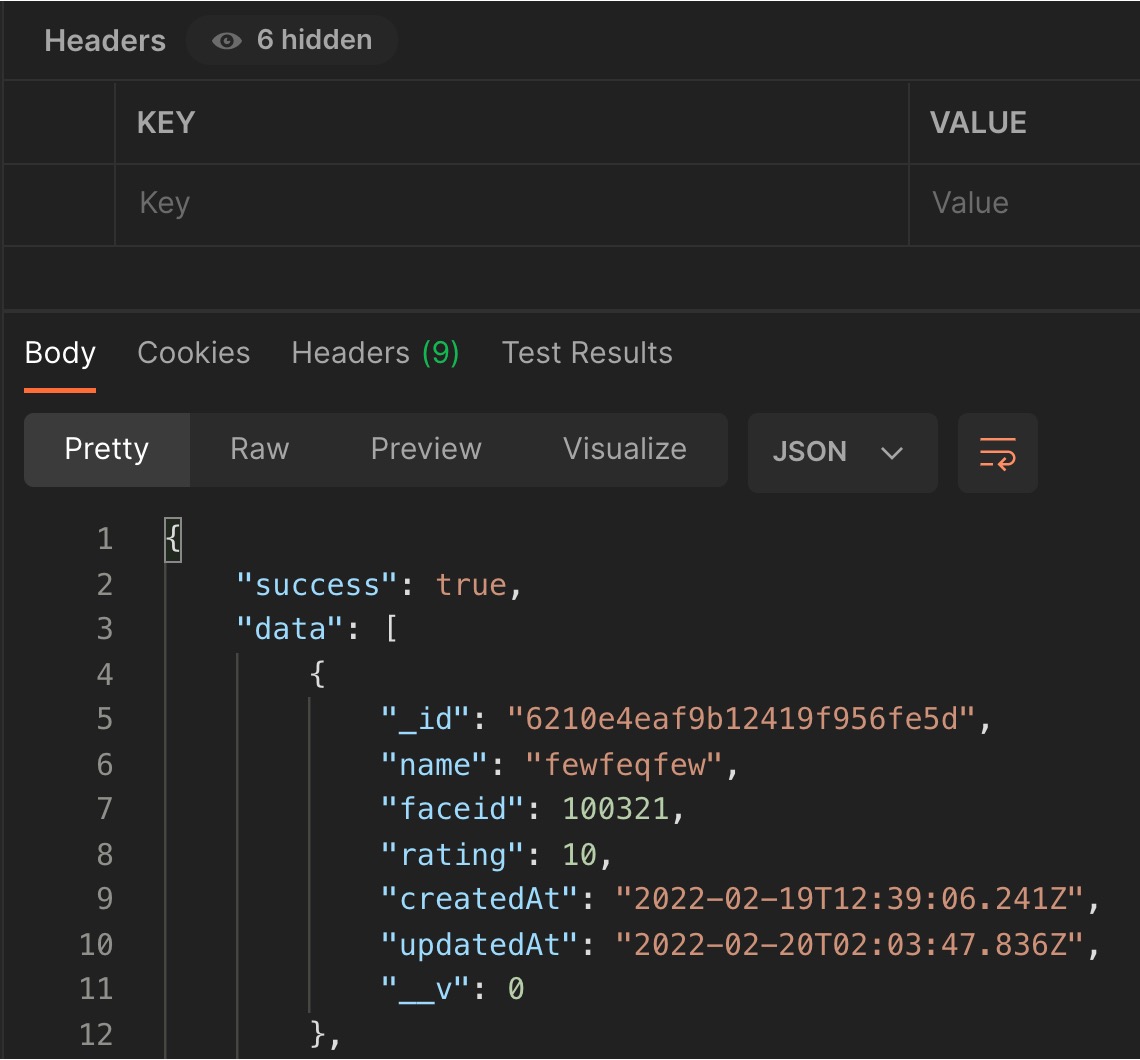 Headers 6 hidden
KEY VALUE
Key Value
Body Cookies Headers (9) Test Results
Pretty Raw Preview Visualize JSON
1 {
2 "success": true,
3 "data": [
4 {
5 "_id": "6210e4eaf9b12419f956fe5d",
6 "name": "fewfeqfew",
7 "faceid": 100321,
8 "rating": 10,
9 "createdAt": "2022-02-19T12:39:06.241Z",
10 "updatedAt": "2022-02-20T02:03:47.836Z",
11 "__v": 0
12 },